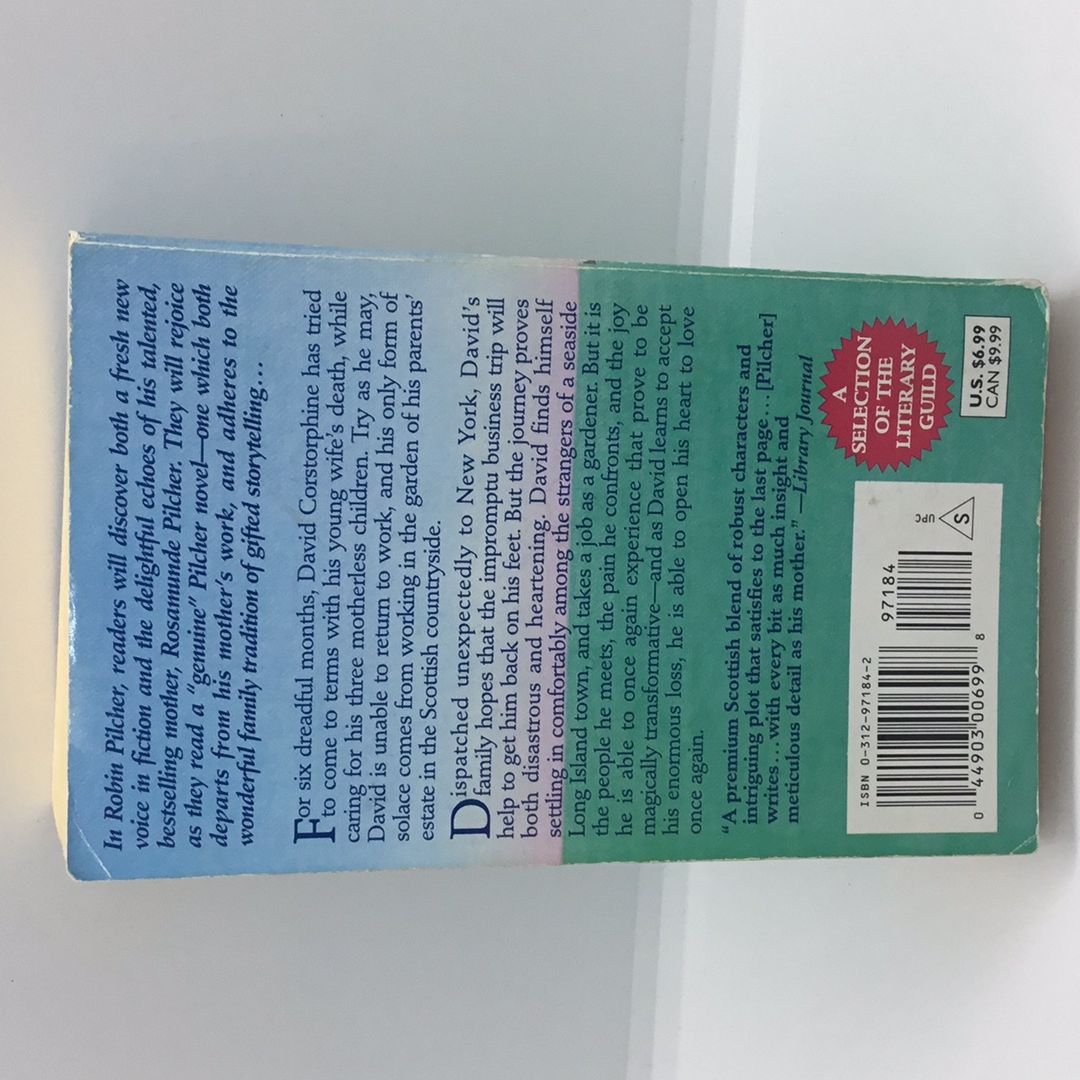 In Robin Pilcher, readers will discover both a fresh new
voice in fiction and the delightful echoes of his talented,
bestselling mother, Rosamunde Pilcher. They will rejoice
as they read a "genuine" Pilcher novel—one which both
departs from his mother's work, and adheres to the
wonderful family tradition of gifted storytelling...
For six dreadful months, David Corstorphine has tried
to come to terms with his young wife's death, while
caring for his three motherless children. Try as he may,
David is unable to return to work, and his only form of
solace comes from working in the garden of his parents'
estate in the Scottish countryside.
Dispatched unexpectedly to New York, David's
family hopes that the impromptu business trip will
help to get him back on his feet. But the journey proves
both disastrous and heartening. David finds himself
settling in comfortably among the strangers of a seaside
Long Island town, and takes a job as a gardener. But it is
the people he meets, the pain he confronts, and the joy
he is able to once again experience that prove to be
magically transformative—and as David learns to accept
his enormous loss, he is able to open his heart to love
once again.
"A premium Scottish blend of robust characters and
intriguing plot that satisfies to the last page... [Pilcher]
writes...with every bit as much insight and
meticulous detail as his mother." —Library Journal
A
SELECTION
OF THE
LITERARY
GUILD
ISBN 0-312-97184-2
97184
UPC
S
0 44903 00699 8
U.S. $6.99
CAN $9.99